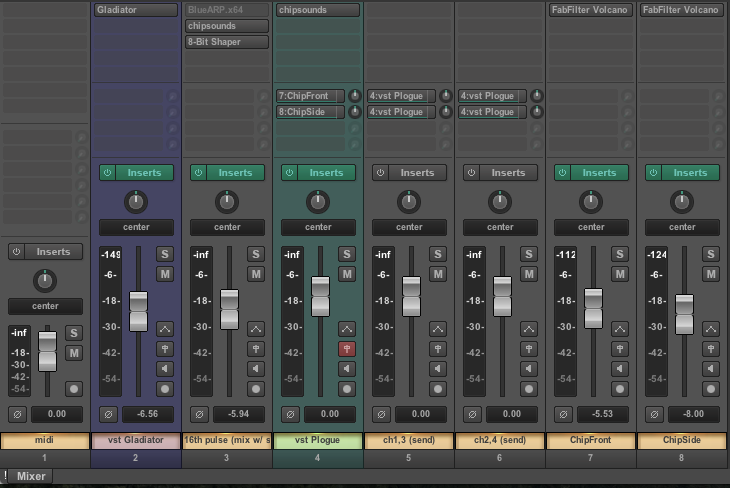 Gladiator
BlueARP.x64
chipsounds
FabFilter Volcano
FabFilter Volcano
chipsounds
8-Bit Shaper
7:ChipFront
4:vst Plogue
4:vst Plogue
8:ChipSide
4:vst Plogue
4:vst Plogue
Inserts
Inserts
Inserts
Inserts
Inserts
Inserts
Inserts
center
center
center
center
center
center
center
Inserts
-149
-inf
-inf
-inf
-inf
-112
-124
S
S
S
S
S
S
S
-6-
-6-
-6-
-6-
-6-
-6-
-6-
M
M
M
M
M
M
M
center
-18-
-18-
-18-
-18-
-18-
-18-
-18-
-inf
S
-30-
-30-
-30-
-30-
-30-
-30-
-30-
-18-
M
-42-
-42-
-42-
-42-
-42-
-42-
-42-
-30-
-42-
-54-
-54-
-54-
-54-
-54-
-54-
-54-
-54-
0.00
-6.56
-5.94
0.00
0.00
0.00
-5.53
-8.00
midi
vst Gladiator
16th pulse (mix w/ s
vst Plogue
ch1,3 (send)
ch2,4 (send)
ChipFront
ChipSide
1
2
3
4
5
6
7
8
! Mixer